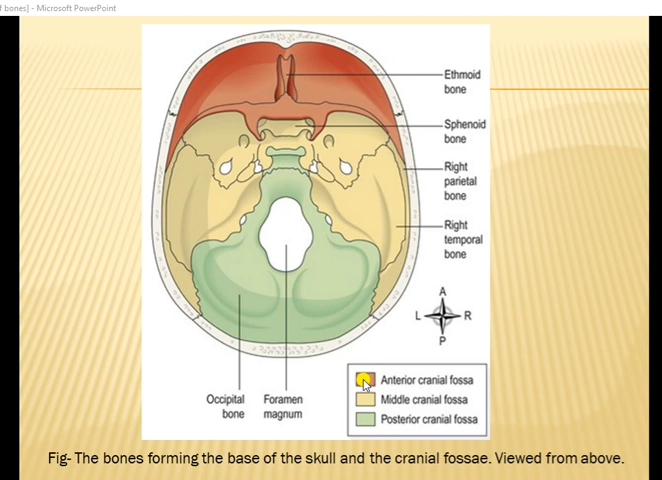 f bones] - Microsoft PowerPoint
Ethmoid
bone
Sphenoid
bone
Right
parietal
bone
Right
temporal
bone
A
L R
P
Anterior cranial fossa
Middle cranial fossa
Posterior cranial fossa
Occipital
bone
Foramen
magnum
Fig- The bones forming the base of the skull and the cranial fossae. Viewed from above.